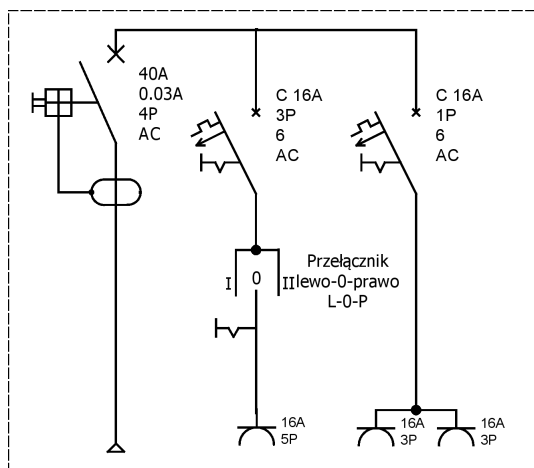 40A
0.03A
4P
AC
C 16A
3P
6
AC
C 16A
1P
6
AC
Przełącznik
lewo-0-prawo
L-0-P
I
0
II
16A
5P
16A
3P
16A
3P